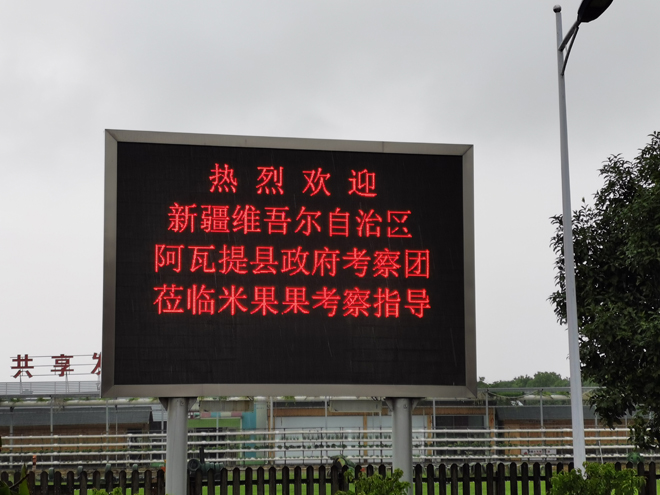 热烈欢迎
新疆维吾尔自治区
阿瓦提县政府考察团
莅临米果果考察指导
共享